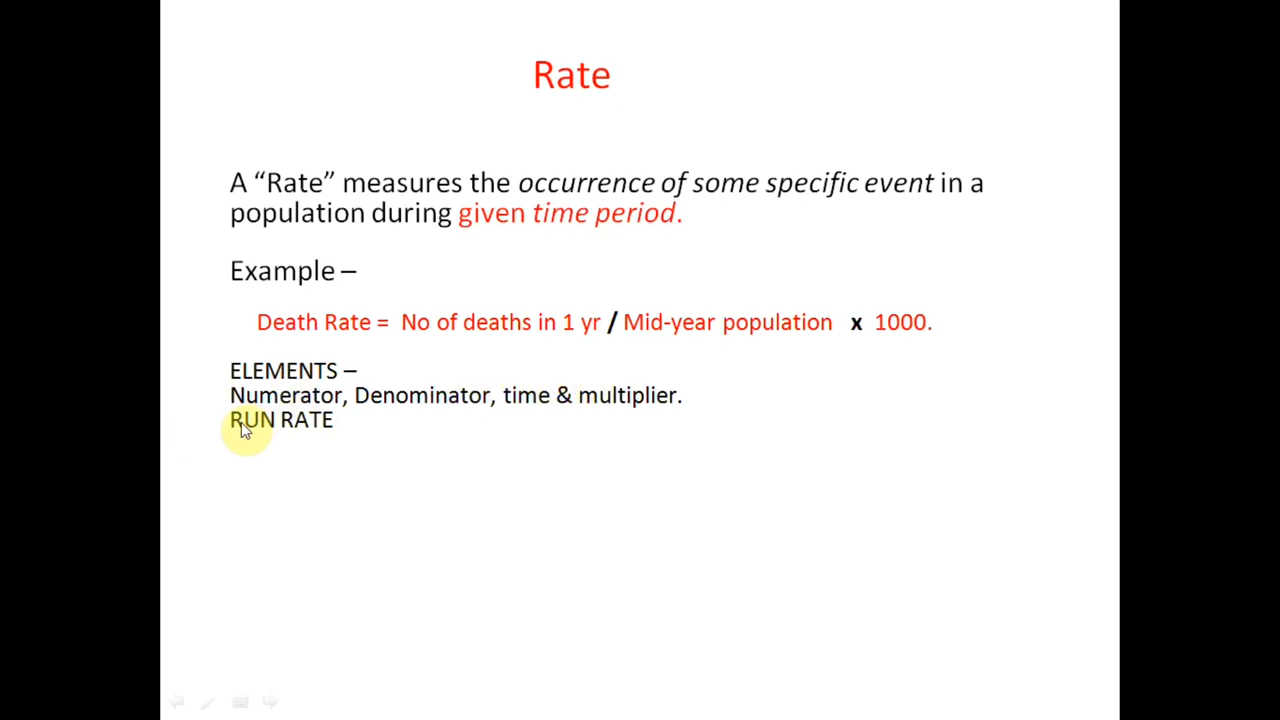 Rate
A “Rate” measures the occurrence of some specific event in a
population during given time period.
Example –
Death Rate = No of deaths in 1 yr / Mid-year population x 1000.
ELEMENTS –
Numerator, Denominator, time & multiplier.
RUN RATE